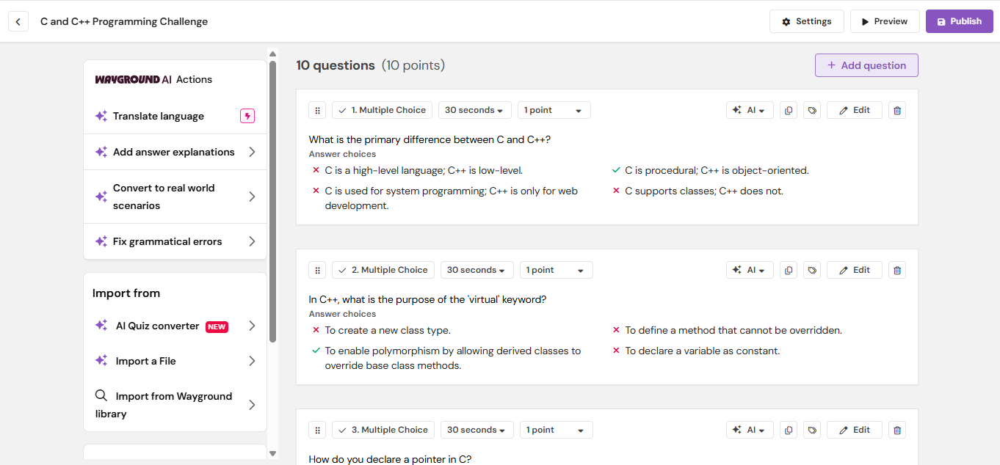 C and C++ Programming Challenge
Settings
Preview
Publish
WAYGROUND AI Actions
Translate language
Add answer explanations
Convert to real world
scenarios
Fix grammatical errors
Import from
AI Quiz converter NEW
Import a File
Import from Wayground
library
10 questions (10 points)
+ Add question
1. Multiple Choice
30 seconds
1 point
AI
Edit
What is the primary difference between C and C++?
Answer choices
C is a high-level language; C++ is low-level.
C is procedural; C++ is object-oriented.
C is used for system programming; C++ is only for web
development.
C supports classes; C++ does not.
2. Multiple Choice
30 seconds
1 point
AI
Edit
In C++, what is the purpose of the 'virtual' keyword?
Answer choices
To create a new class type.
To define a method that cannot be overridden.
To enable polymorphism by allowing derived classes to
override base class methods.
To declare a variable as constant.
3. Multiple Choice
30 seconds
1 point
AI
Edit
How do you declare a pointer in C?